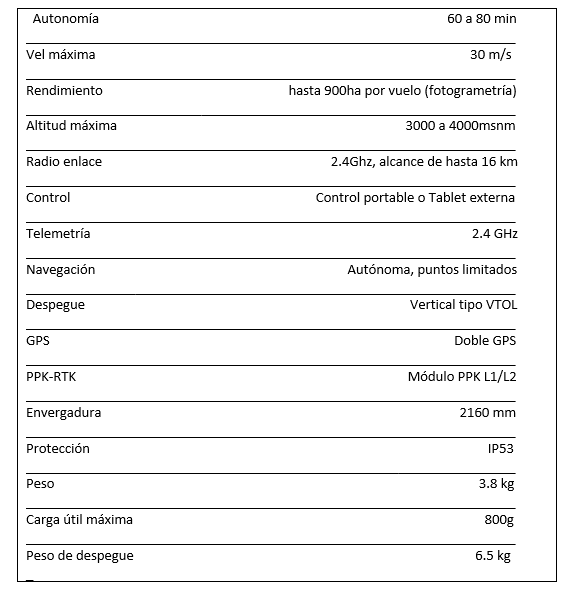 Autonomía 60 a 80 min
Vel máxima 30 m/s
Rendimiento hasta 900ha por vuelo (fotogrametría)
Altitud máxima 3000 a 4000msnm
Radio enlace 2.4Ghz, alcance de hasta 16 km
Control Control portable o Tablet externa
Telemetría 2.4 GHz
Navegación Autónoma, puntos limitados
Despegue Vertical tipo VTOL
GPS Doble GPS
PPK-RTK Módulo PPK L1/L2
Envergadura 2160 mm
Protección IP53
Peso 3.8 kg
Carga útil máxima 800g
Peso de despegue 6.5 kg